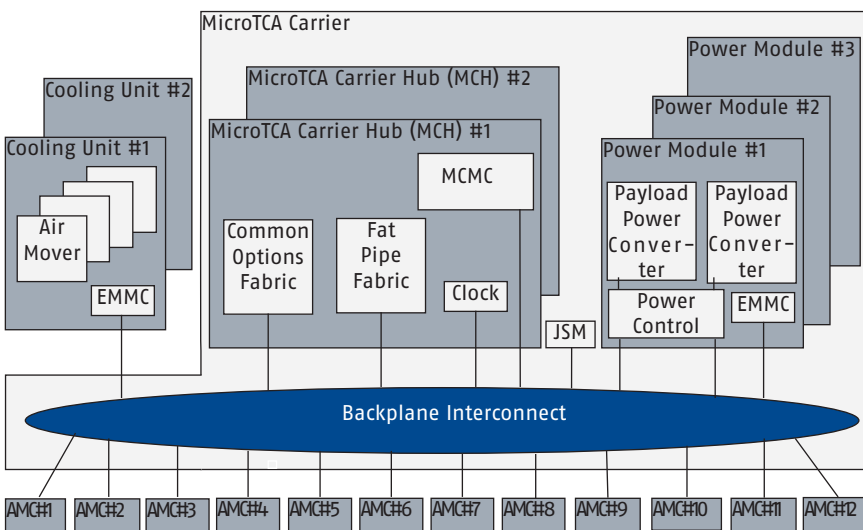 MicroTCA Carrier
Cooling Unit #2
Cooling Unit #1
Air
Mover
EMMC
MicroTCA Carrier Hub (MCH) #2
MicroTCA Carrier Hub (MCH) #1
MCMC
Common
Options
Fabric
Fat
Pipe
Fabric
Clock
JSM
Power Module #3
Power Module #2
Power Module #1
Payload
Power
Conver-
ter
Payload
Power
Conver-
ter
Power
Control
EMMC
Backplane Interconnect
AMC#1 AMC#2 AMC#3 AMC#4 AMC#5 AMC#6 AMC#7 AMC#8 AMC#9 AMC#10 AMC#11 AMC#12